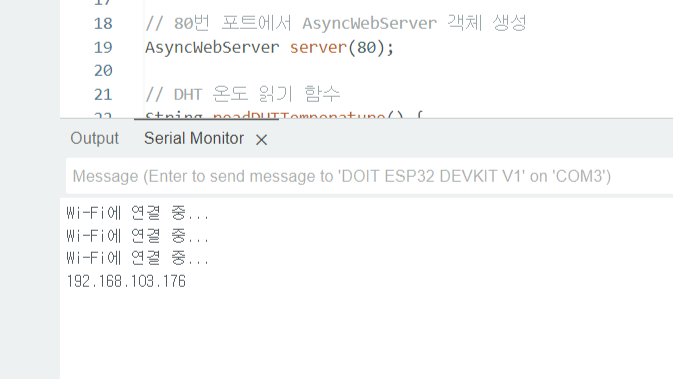 18 // 80번 포트에서 AsyncWebServer 객체 생성
19 AsyncWebServer server(80);
20
21 // DHT 온도 읽기 함수
String readDHTTemperature() {
Output Serial Monitor ×
Message (Enter to send message to 'DOIT ESP32 DEVKIT V1' on 'COM3')
Wi-Fi에 연결 중...
Wi-Fi에 연결 중...
Wi-Fi에 연결 중...
192.168.103.176